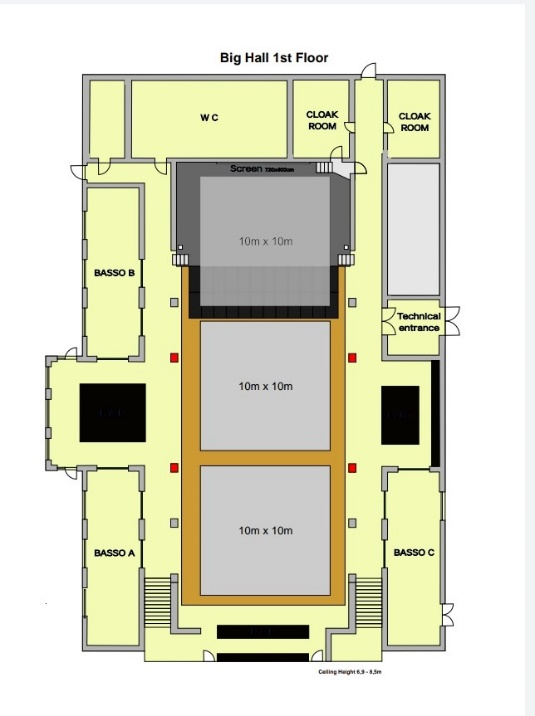 Big Hall 1st Floor
W C
CLOAK
ROOM
CLOAK
ROOM
Screen
10m x 10m
BASSO B
Technical
entrance
10m x 10m
10m x 10m
BASSO A
BASSO C
Ceiling Height 6,9 - 8,5m